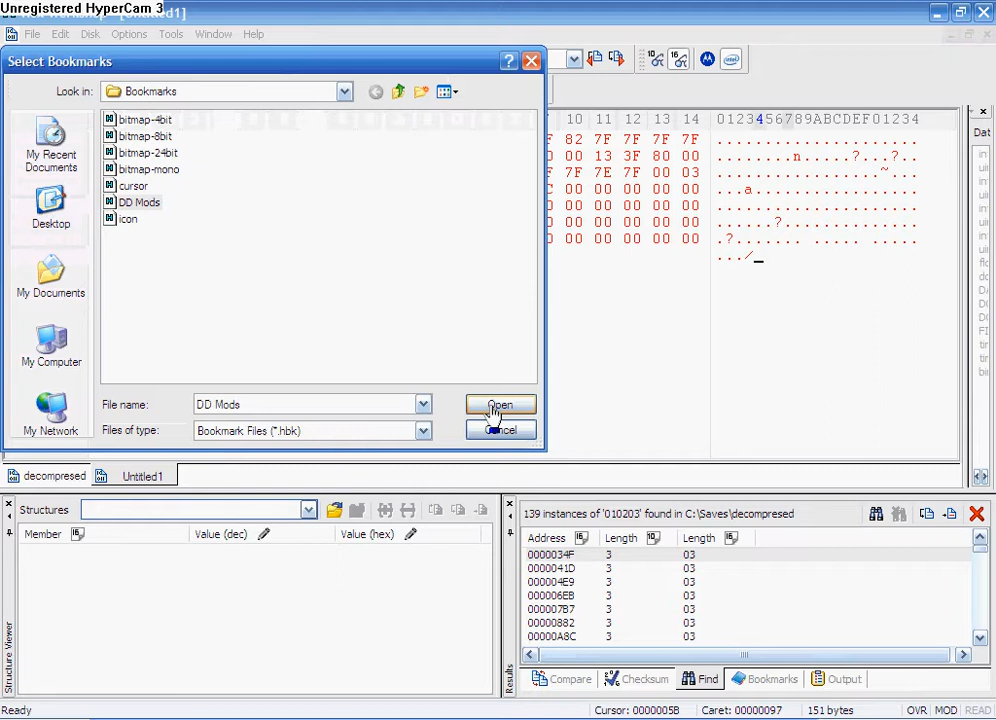 Unregistered HyperCam 3
[Untitled1]
File Edit Disk Options Tools Window Help
Select Bookmarks
Look in: Bookmarks
bitmap-4bit
bitmap-8bit
bitmap-24bit
bitmap-mono
cursor
DD Mods
icon
My Recent
Documents
Desktop
My Documents
My Computer
My Network
File name: DD Mods Open
Files of type: Bookmark Files (*.hbk) Cancel
10 11 12 13 14 0123456789ABCDEF01234
F 82 7F 7F 7F 7F .....................
00 00 13 3F 80 00 .........n.....?...?..
F 7F 7E 7F 00 03 ...................~..
C 00 00 00 00 00 ...a.................
00 00 00 00 00
00 00 00 00 00 .......?.............
00 00 00 00 00 .?....... ..... .....
.../_
Dat
decompresed Untitled1
Structures
Member Value (dec) Value (hex)
Structure Viewer
139 instances of '010203' found in C:\Saves\decompresed
Address Length Length
0000034F 3 03
0000041D 3 03
000004E9 3 03
000006EB 3 03
000007B7 3 03
00000882 3 03
00000A8C 3 03
Results
Compare Checksum Find Bookmarks Output
Ready Cursor: 0000005B Caret: 00000097 151 bytes OVR MOD READ